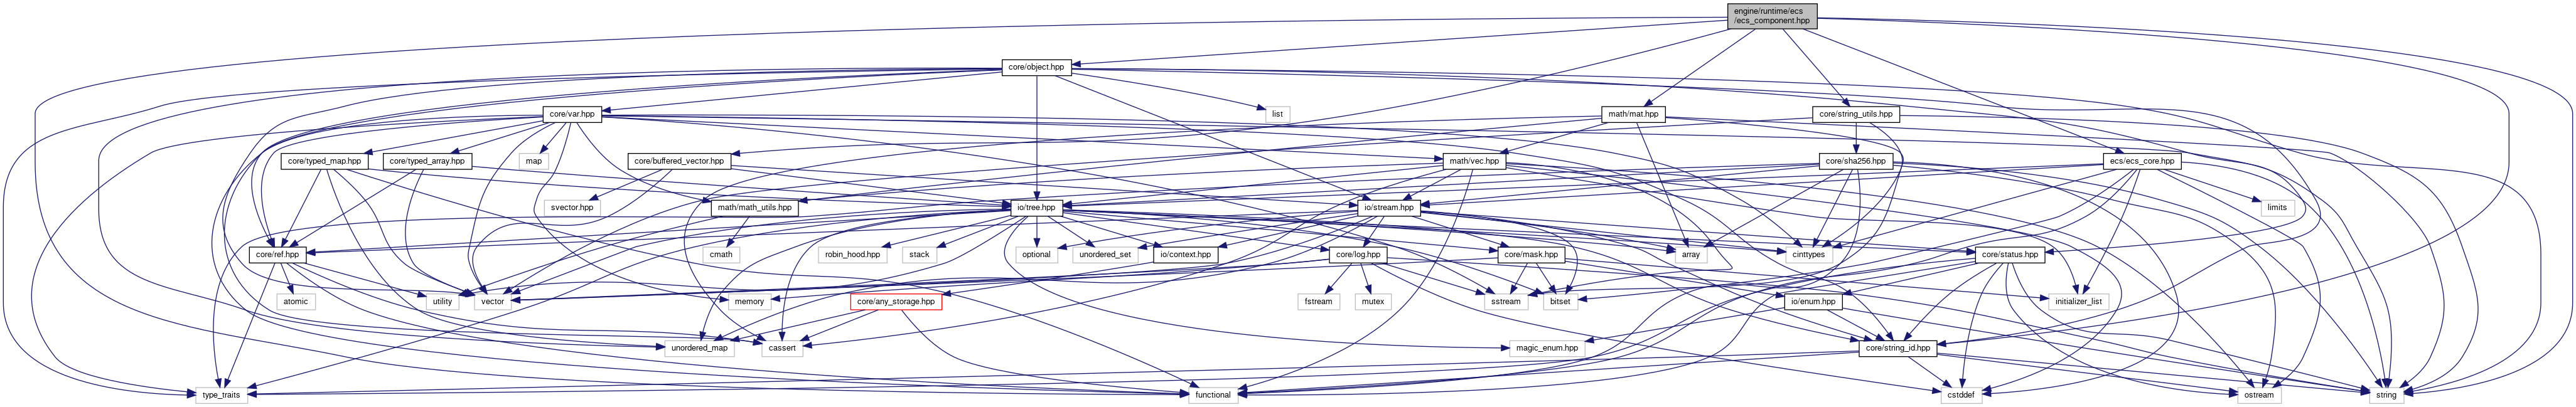 engine/runtime/ecs
/ecs_component.hpp
core/object.hpp
core/var.hpp
list
math/mat.hpp
core/string_utils.hpp
core/typed_map.hpp
core/typed_array.hpp
map
core/buffered_vector.hpp
math/vec.hpp
core/sha256.hpp
ecs/ecs_core.hpp
svector.hpp
math/math_utils.hpp
io/tree.hpp
io/stream.hpp
limits
core/ref.hpp
cmath
robin_hood.hpp
stack
optional
unordered_set
io/context.hpp
core/log.hpp
core/mask.hpp
array
cinttypes
core/status.hpp
atomic
utility
vector
memory
core/any_storage.hpp
fstream
mutex
sstream
bitset
io/enum.hpp
initializer_list
unordered_map
cassert
magic_enum.hpp
core/string_id.hpp
type_traits
functional
cstddef
ostream
string